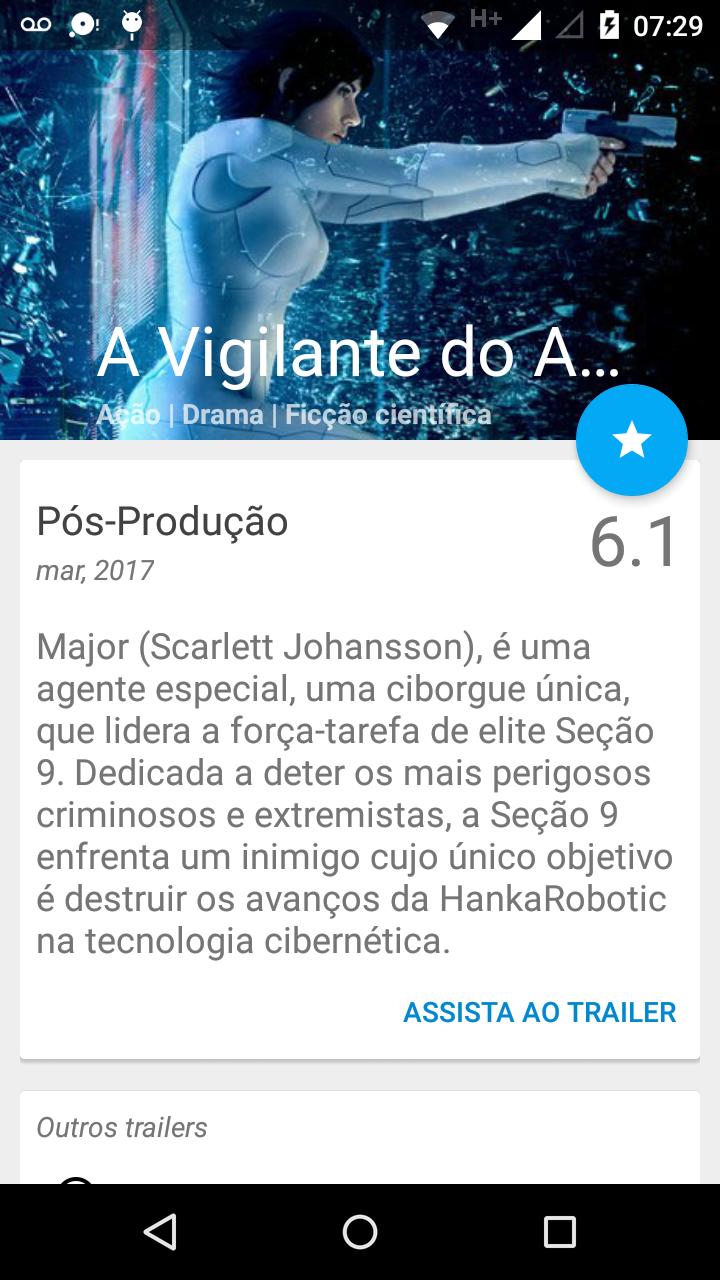 H+ 07:29
A Vigilante do A...
Ação | Drama | Ficção científica
Pós-Produção
6.1
mar, 2017
Major (Scarlett Johansson), é uma
agente especial, uma ciborgue única,
que lidera a força-tarefa de elite Seção
9. Dedicada a deter os mais perigosos
criminosos e extremistas, a Seção 9
enfrenta um inimigo cujo único objetivo
é destruir os avanços da HankaRobotic
na tecnologia cibernética.
ASSISTA AO TRAILER
Outros trailers